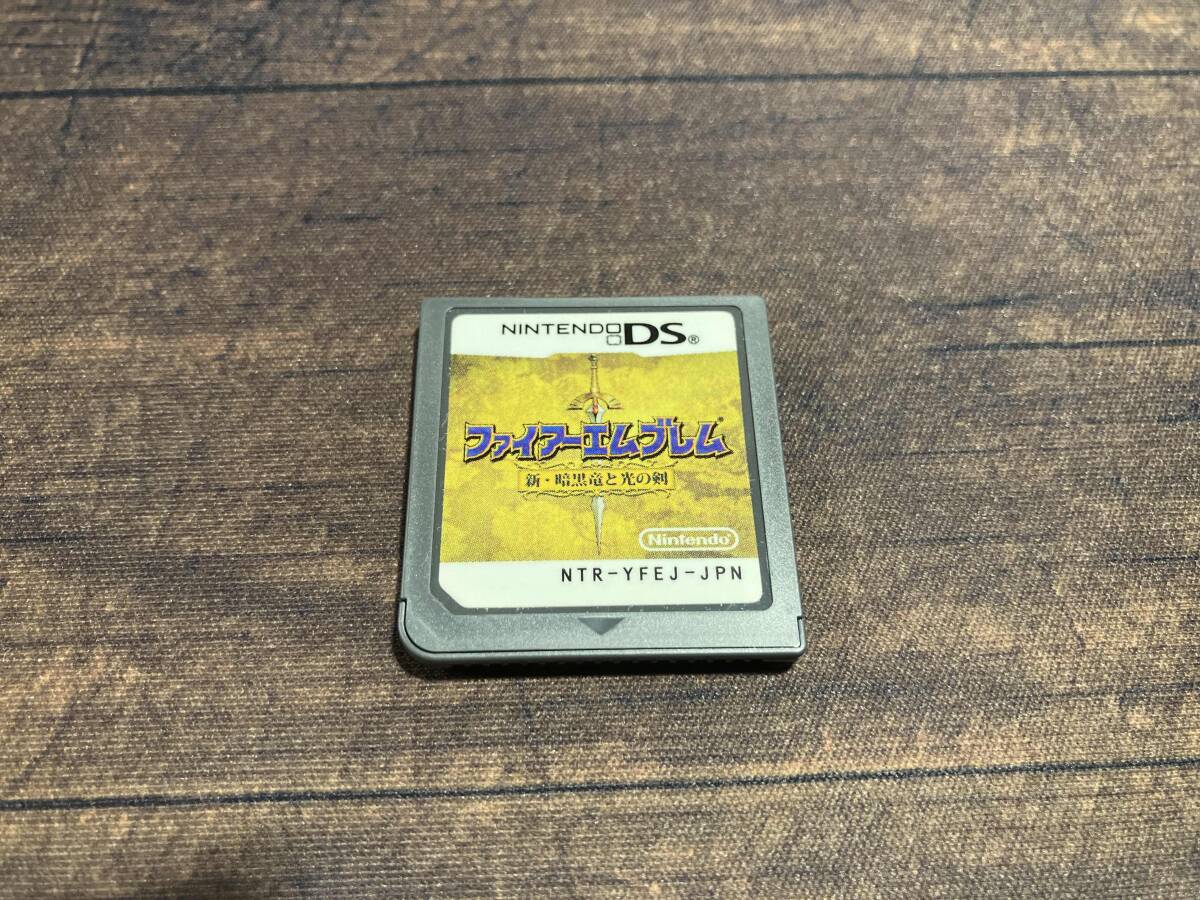 NINTENDO DS®
ファイアーエムブレム®
新・暗黒竜と光の剣
Nintendo®
NTR-YFEJ-JPN